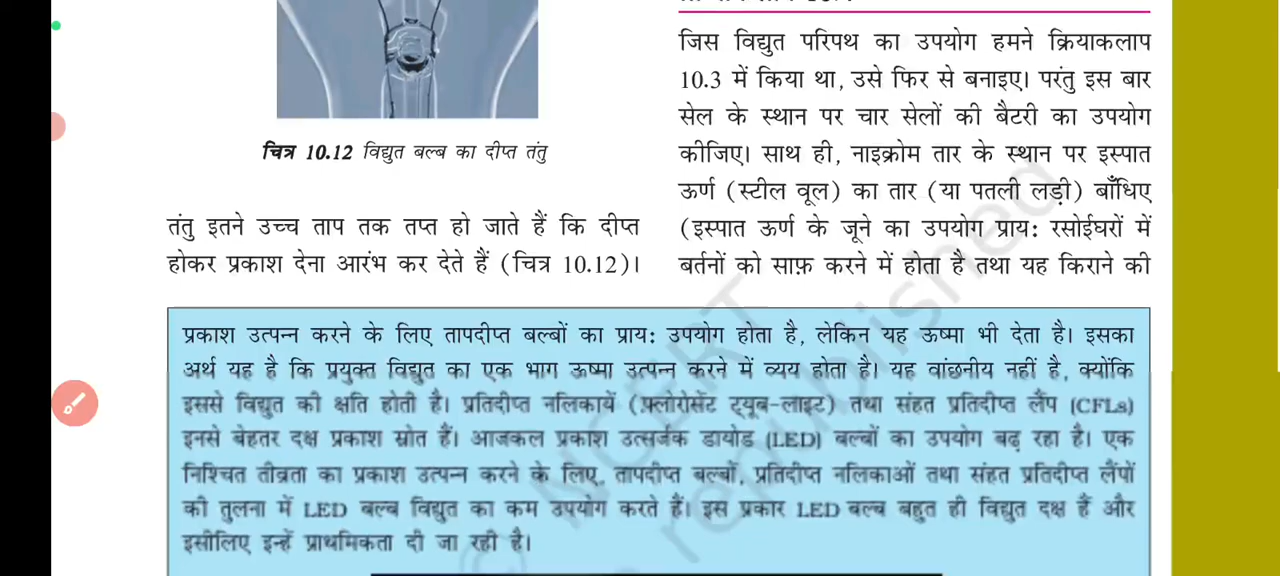 चित्र 10.12 विद्युत बल्ब का दीप्त तंतु
तंतु इतने उच्च ताप तक तप्त हो जाते हैं कि दीप्त
होकर प्रकाश देना आरंभ कर देते हैं (चित्र 10.12)।
जिस विद्युत परिपथ का उपयोग हमने क्रियाकलाप
10.3 में किया था, उसे फिर से बनाइए। परंतु इस बार
सेल के स्थान पर चार सेलों की बैटरी का उपयोग
कीजिए। साथ ही, नाइक्रोम तार के स्थान पर इस्पात
ऊर्ण (स्टील वूल) का तार (या पतली लड़ी) बाँधिए
(इस्पात ऊर्ण के जूने का उपयोग प्राय: रसोईघरों में
बर्तनों को साफ़ करने में होता है तथा यह किराने की
प्रकाश उत्पन्न करने के लिए तापदीप्त बल्बों का प्राय: उपयोग होता है, लेकिन यह ऊष्मा भी देता है। इसका
अर्थ यह है कि प्रयुक्त विद्युत का एक भाग ऊष्मा उत्पन्न करने में व्यय होता है। यह वांछनीय नहीं है, क्योंकि
इससे विद्युत की क्षति होती है। प्रतिदीप्त नलिकायें (फ़्लोरोसेंट ट्यूब-लाइट) तथा संहत प्रतिदीप्त लैंप (CFLs)
इनसे बेहतर दक्ष प्रकाश स्रोत हैं। आजकल प्रकाश उत्सर्जक डायोड (LED) बल्बों का उपयोग बढ़ रहा है। एक
निश्चित तीव्रता का प्रकाश उत्पन्न करने के लिए, तापदीप्त बल्बों, प्रतिदीप्त नलिकाओं तथा संहत प्रतिदीप्त लैंपों
की तुलना में LED बल्ब विद्युत का कम उपयोग करते हैं। इस प्रकार LED बल्ब बहुत ही विद्युत दक्ष हैं और
इसीलिए इन्हें प्राथमिकता दी जा रही है।
© NCERT
republished